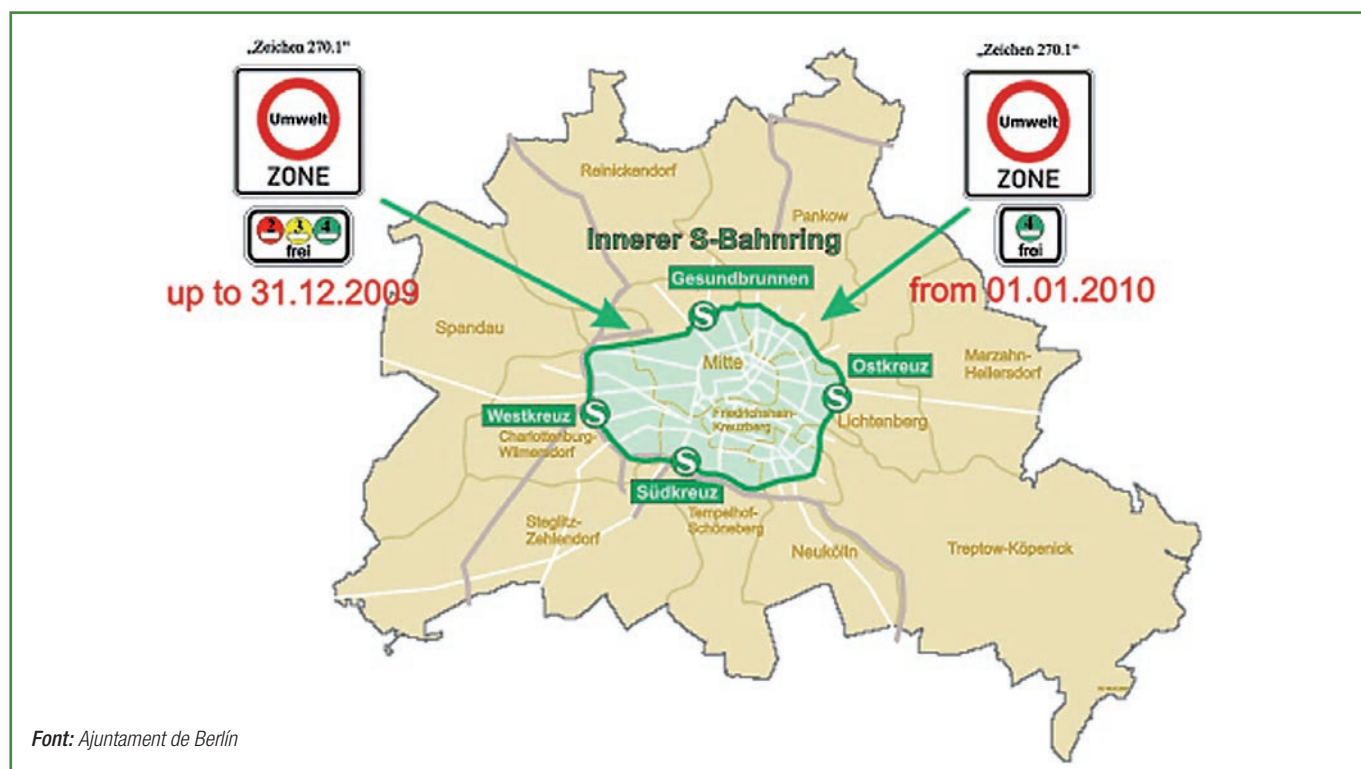 „Zeichen 270.1"
Umwelt
ZONE
2 3 4
frei
up to 31.12.2009
„Zeichen 270.1"
Umwelt
ZONE
4
frei
from 01.01.2010
Reinickendorf
Pankow
Innerer S-Bahnring
Gesundbrunnen
S
Spandau
Mitte
Ostkreuz
S
Marzahn-
Hellersdorf
Westkreuz
S
Friedrichshain-
Kreuzberg
Lichtenberg
Charlottenburg-
Wilmersdorf
S
Südkreuz
Steglitz-
Zehlendorf
Tempelhof-
Schöneberg
Neukölln
Treptow-Köpenick
Font: Ajuntament de Berlín